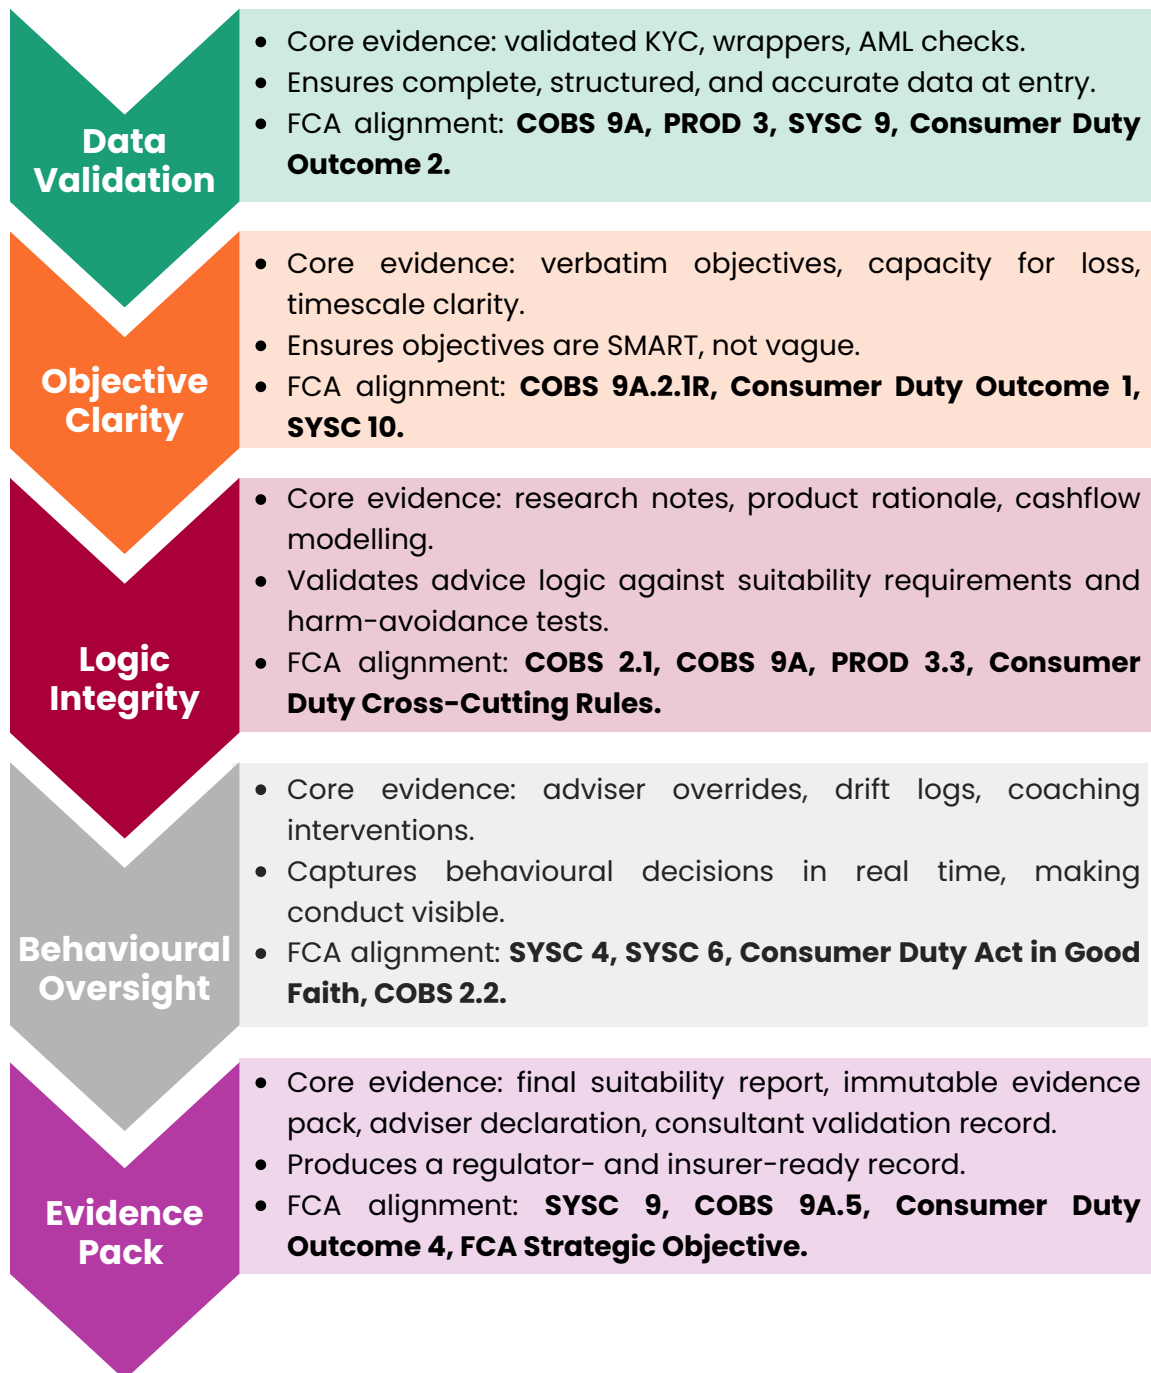 Data
Validation
• Core evidence: validated KYC, wrappers, AML checks.
• Ensures complete, structured, and accurate data at entry.
• FCA alignment: COBS 9A, PROD 3, SYSC 9, Consumer Duty
Outcome 2.
Objective
Clarity
• Core evidence: verbatim objectives, capacity for loss,
timescale clarity.
• Ensures objectives are SMART, not vague.
• FCA alignment: COBS 9A.2.1R, Consumer Duty Outcome 1,
SYSC 10.
Logic
Integrity
• Core evidence: research notes, product rationale, cashflow
modelling.
• Validates advice logic against suitability requirements and
harm-avoidance tests.
• FCA alignment: COBS 2.1, COBS 9A, PROD 3.3, Consumer
Duty Cross-Cutting Rules.
Behavioural
Oversight
• Core evidence: adviser overrides, drift logs, coaching
interventions.
• Captures behavioural decisions in real time, making
conduct visible.
• FCA alignment: SYSC 4, SYSC 6, Consumer Duty Act in Good
Faith, COBS 2.2.
Evidence
Pack
• Core evidence: final suitability report, immutable evidence
pack, adviser declaration, consultant validation record.
• Produces a regulator- and insurer-ready record.
• FCA alignment: SYSC 9, COBS 9A.5, Consumer Duty
Outcome 4, FCA Strategic Objective.